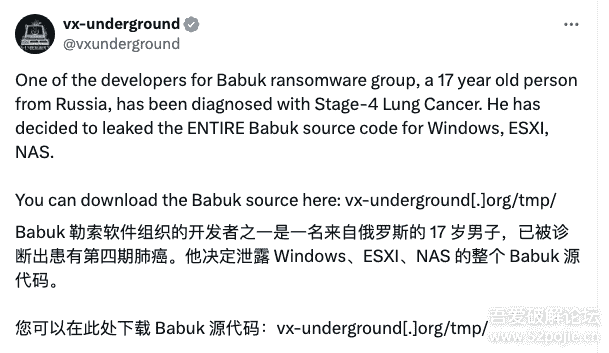 vx-underground
@vxunderground
One of the developers for Babuk ransomware group, a 17 year old person
from Russia, has been diagnosed with Stage-4 Lung Cancer. He has
decided to leaked the ENTIRE Babuk source code for Windows, ESXI,
NAS.
You can download the Babuk source here: vx-underground[.]org/tmp/
Babuk 勒索软件组织的开发者之一是一名来自俄罗斯的 17 岁男子，已被诊
断出患有第四期肺癌。他决定泄露 Windows、ESXI、NAS 的整个 Babuk 源
代码。
您可以在此处下载 Babuk 源代码：vx-underground[.]org/tmp/
吾爱破解论坛
www.52pojie.cn